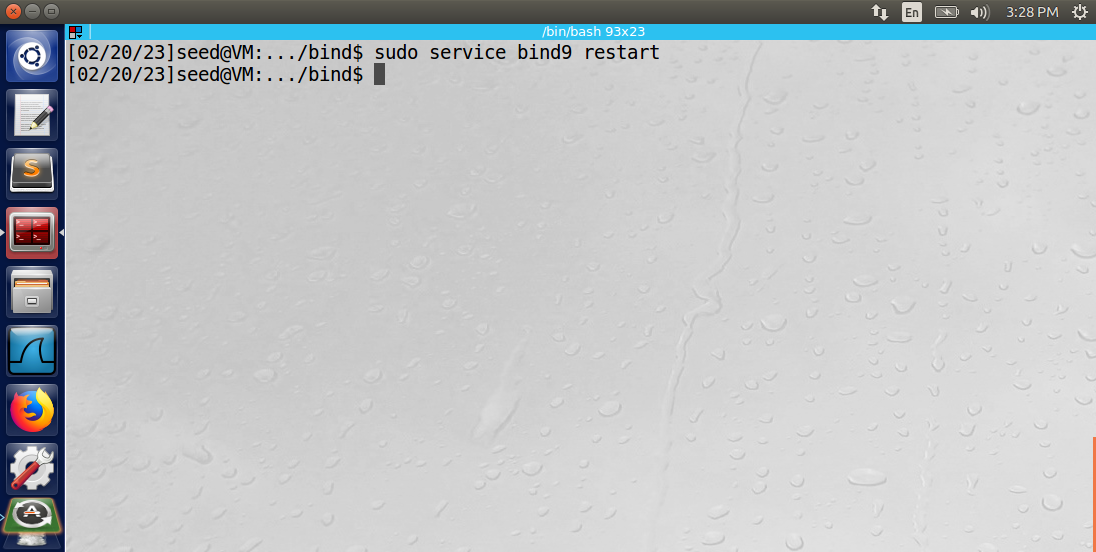 En
3:28 PM
/bin/bash 93x23
[02/20/23]seed@VM:.../bind$ sudo service bind9 restart
[02/20/23]seed@VM:.../bind$